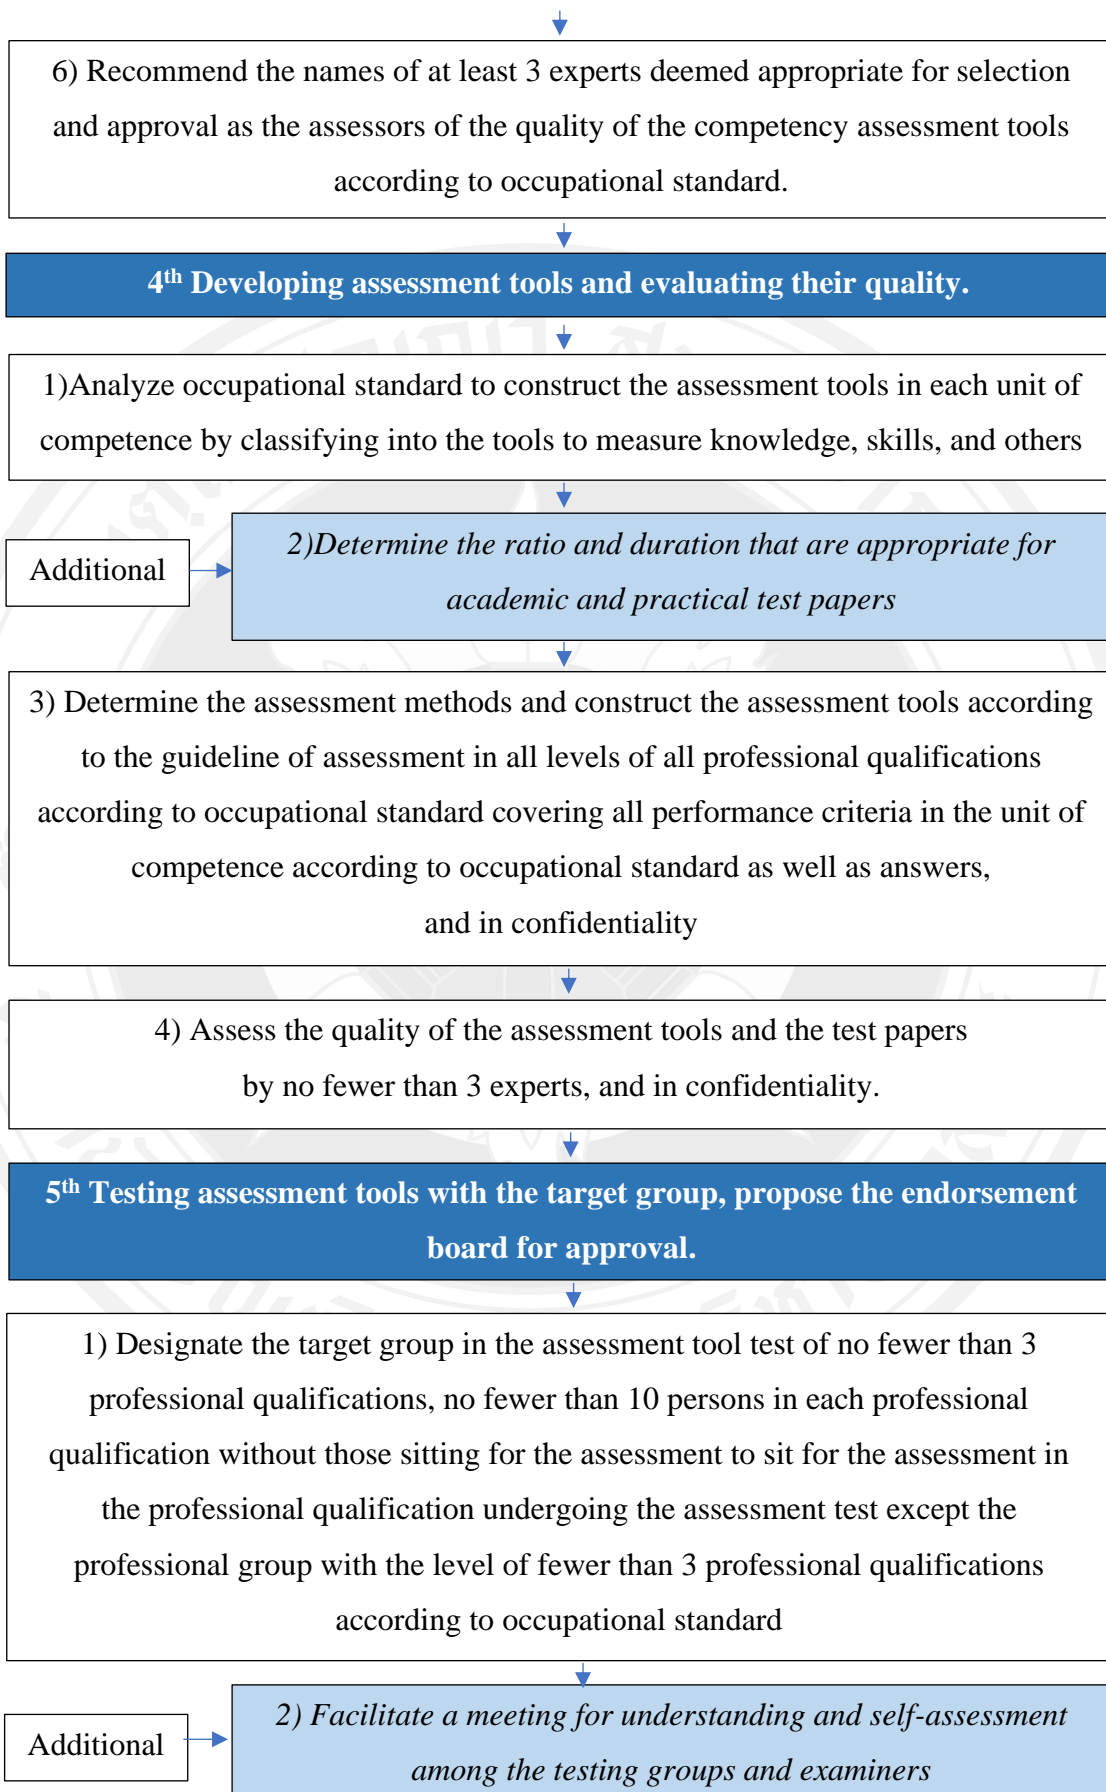 6) Recommend the names of at least 3 experts deemed appropriate for selection
and approval as the assessors of the quality of the competency assessment tools
according to occupational standard.
4th Developing assessment tools and evaluating their quality.
1)Analyze occupational standard to construct the assessment tools in each unit of
competence by classifying into the tools to measure knowledge, skills, and others
Additional
2)Determine the ratio and duration that are appropriate for
academic and practical test papers
3) Determine the assessment methods and construct the assessment tools according
to the guideline of assessment in all levels of all professional qualifications
according to occupational standard covering all performance criteria in the unit of
competence according to occupational standard as well as answers,
and in confidentiality
4) Assess the quality of the assessment tools and the test papers
by no fewer than 3 experts, and in confidentiality.
5th Testing assessment tools with the target group, propose the endorsement
board for approval.
1) Designate the target group in the assessment tool test of no fewer than 3
professional qualifications, no fewer than 10 persons in each professional
qualification without those sitting for the assessment to sit for the assessment in
the professional qualification undergoing the assessment test except the
professional group with the level of fewer than 3 professional qualifications
according to occupational standard
Additional
2) Facilitate a meeting for understanding and self-assessment
among the testing groups and examiners